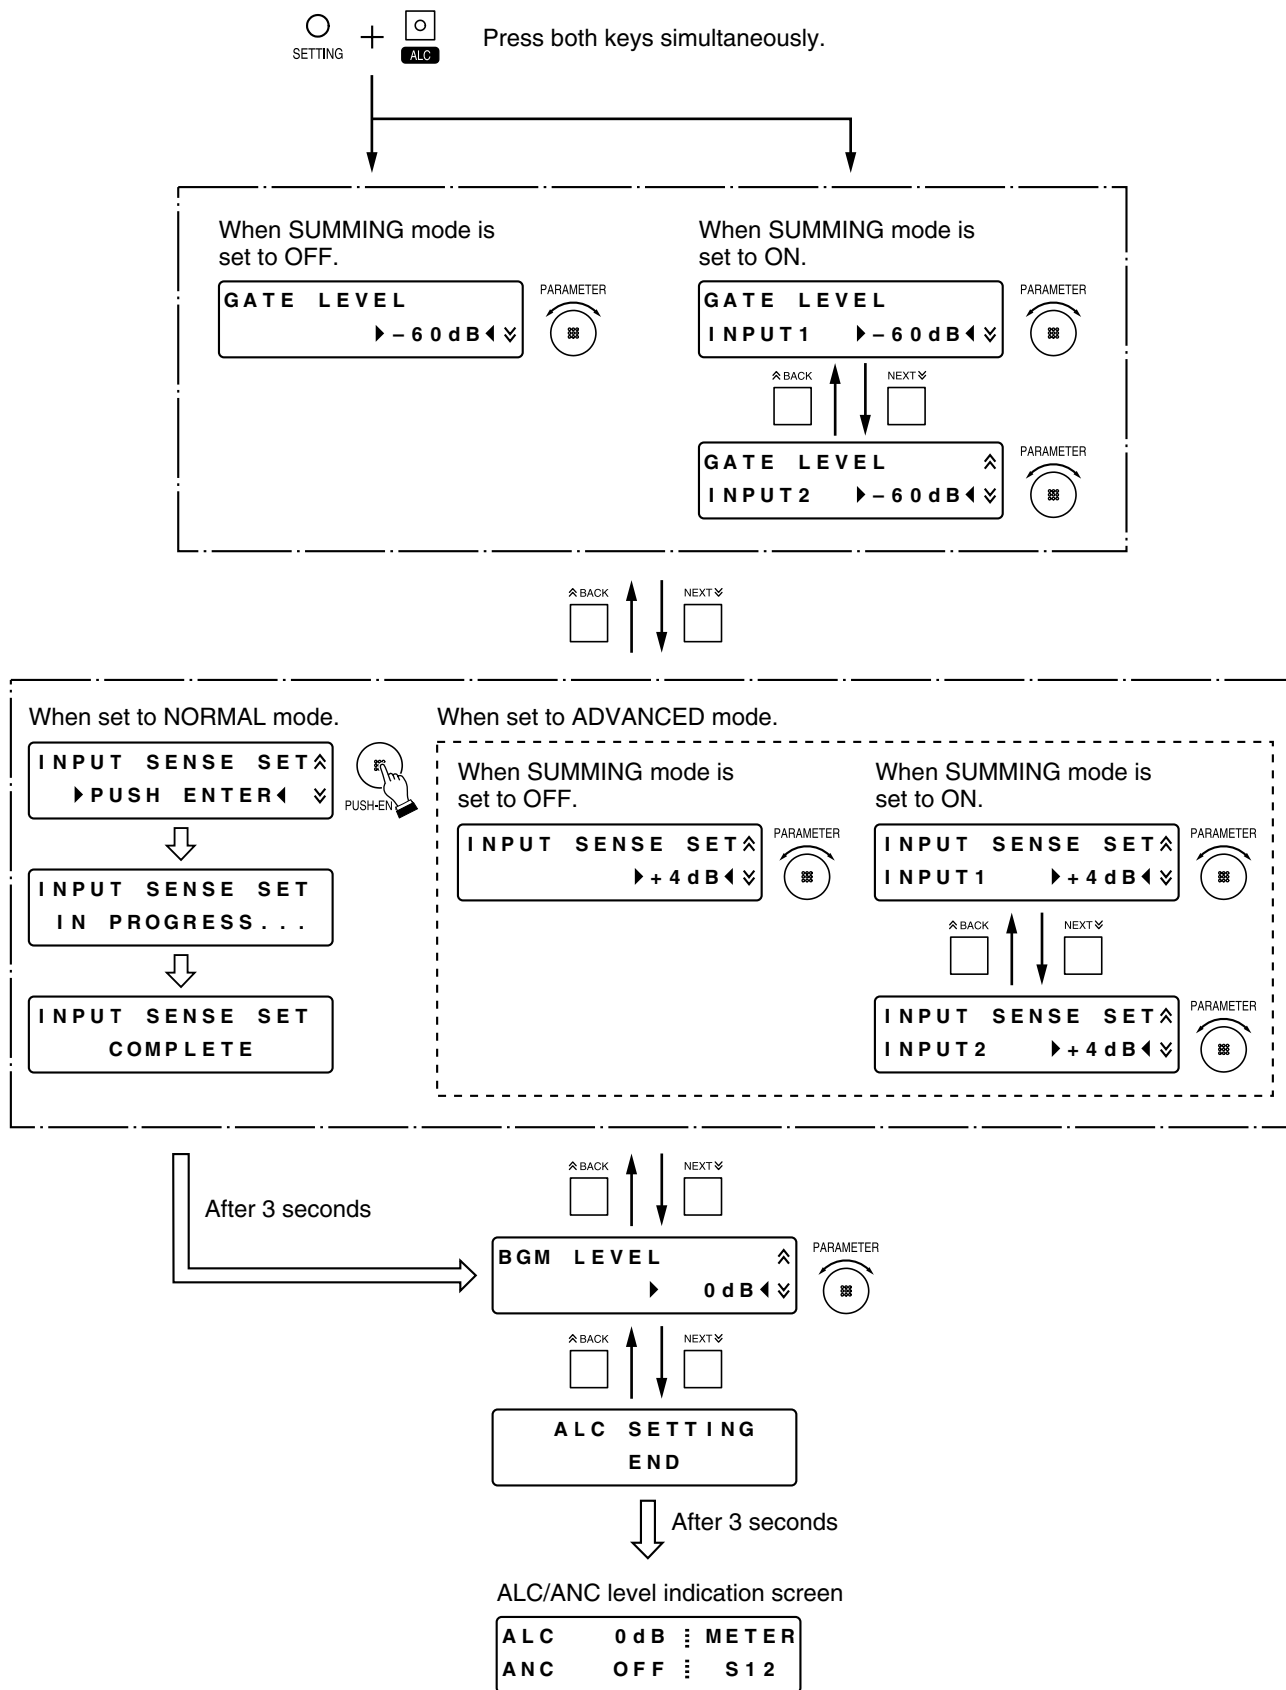 SETTING
+
ALC
Press both keys simultaneously.
When SUMMING mode is
set to OFF.
GATE LEVEL
–60dB
PARAMETER
When SUMMING mode is
set to ON.
GATE LEVEL
INPUT1 –60dB
PARAMETER
BACK
NEXT
GATE LEVEL
INPUT2 –60dB
PARAMETER
BACK
NEXT
When set to NORMAL mode.
INPUT SENSE SET
PUSH ENTER
PUSH-EN
INPUT SENSE SET
IN PROGRESS...
INPUT SENSE SET
COMPLETE
When set to ADVANCED mode.
When SUMMING mode is
set to OFF.
INPUT SENSE SET
+4dB
PARAMETER
When SUMMING mode is
set to ON.
INPUT SENSE SET
INPUT1 +4dB
PARAMETER
BACK
NEXT
INPUT SENSE SET
INPUT2 +4dB
PARAMETER
After 3 seconds
BACK
NEXT
BGM LEVEL
0dB
PARAMETER
BACK
NEXT
ALC SETTING
END
After 3 seconds
ALC/ANC level indication screen
ALC 0dB METER
ANC OFF S12